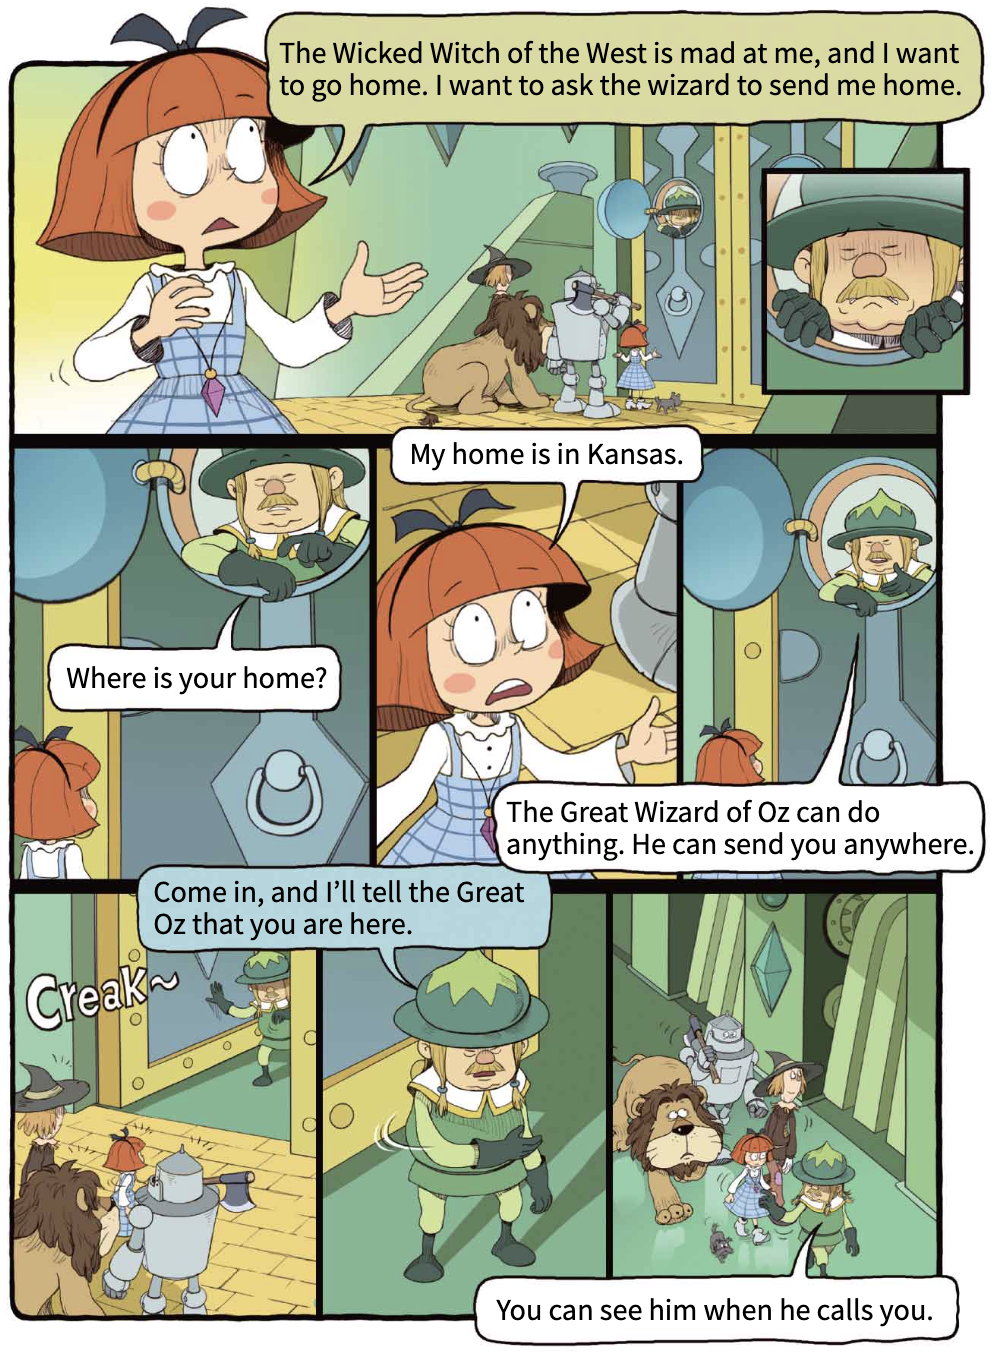 The Wicked Witch of the West is mad at me, and I want
to go home. I want to ask the wizard to send me home.
Where is your home?
My home is in Kansas.
The Great Wizard of Oz can do
anything. He can send you anywhere.
Creak~
Come in, and I'll tell the Great
Oz that you are here.
You can see him when he calls you.